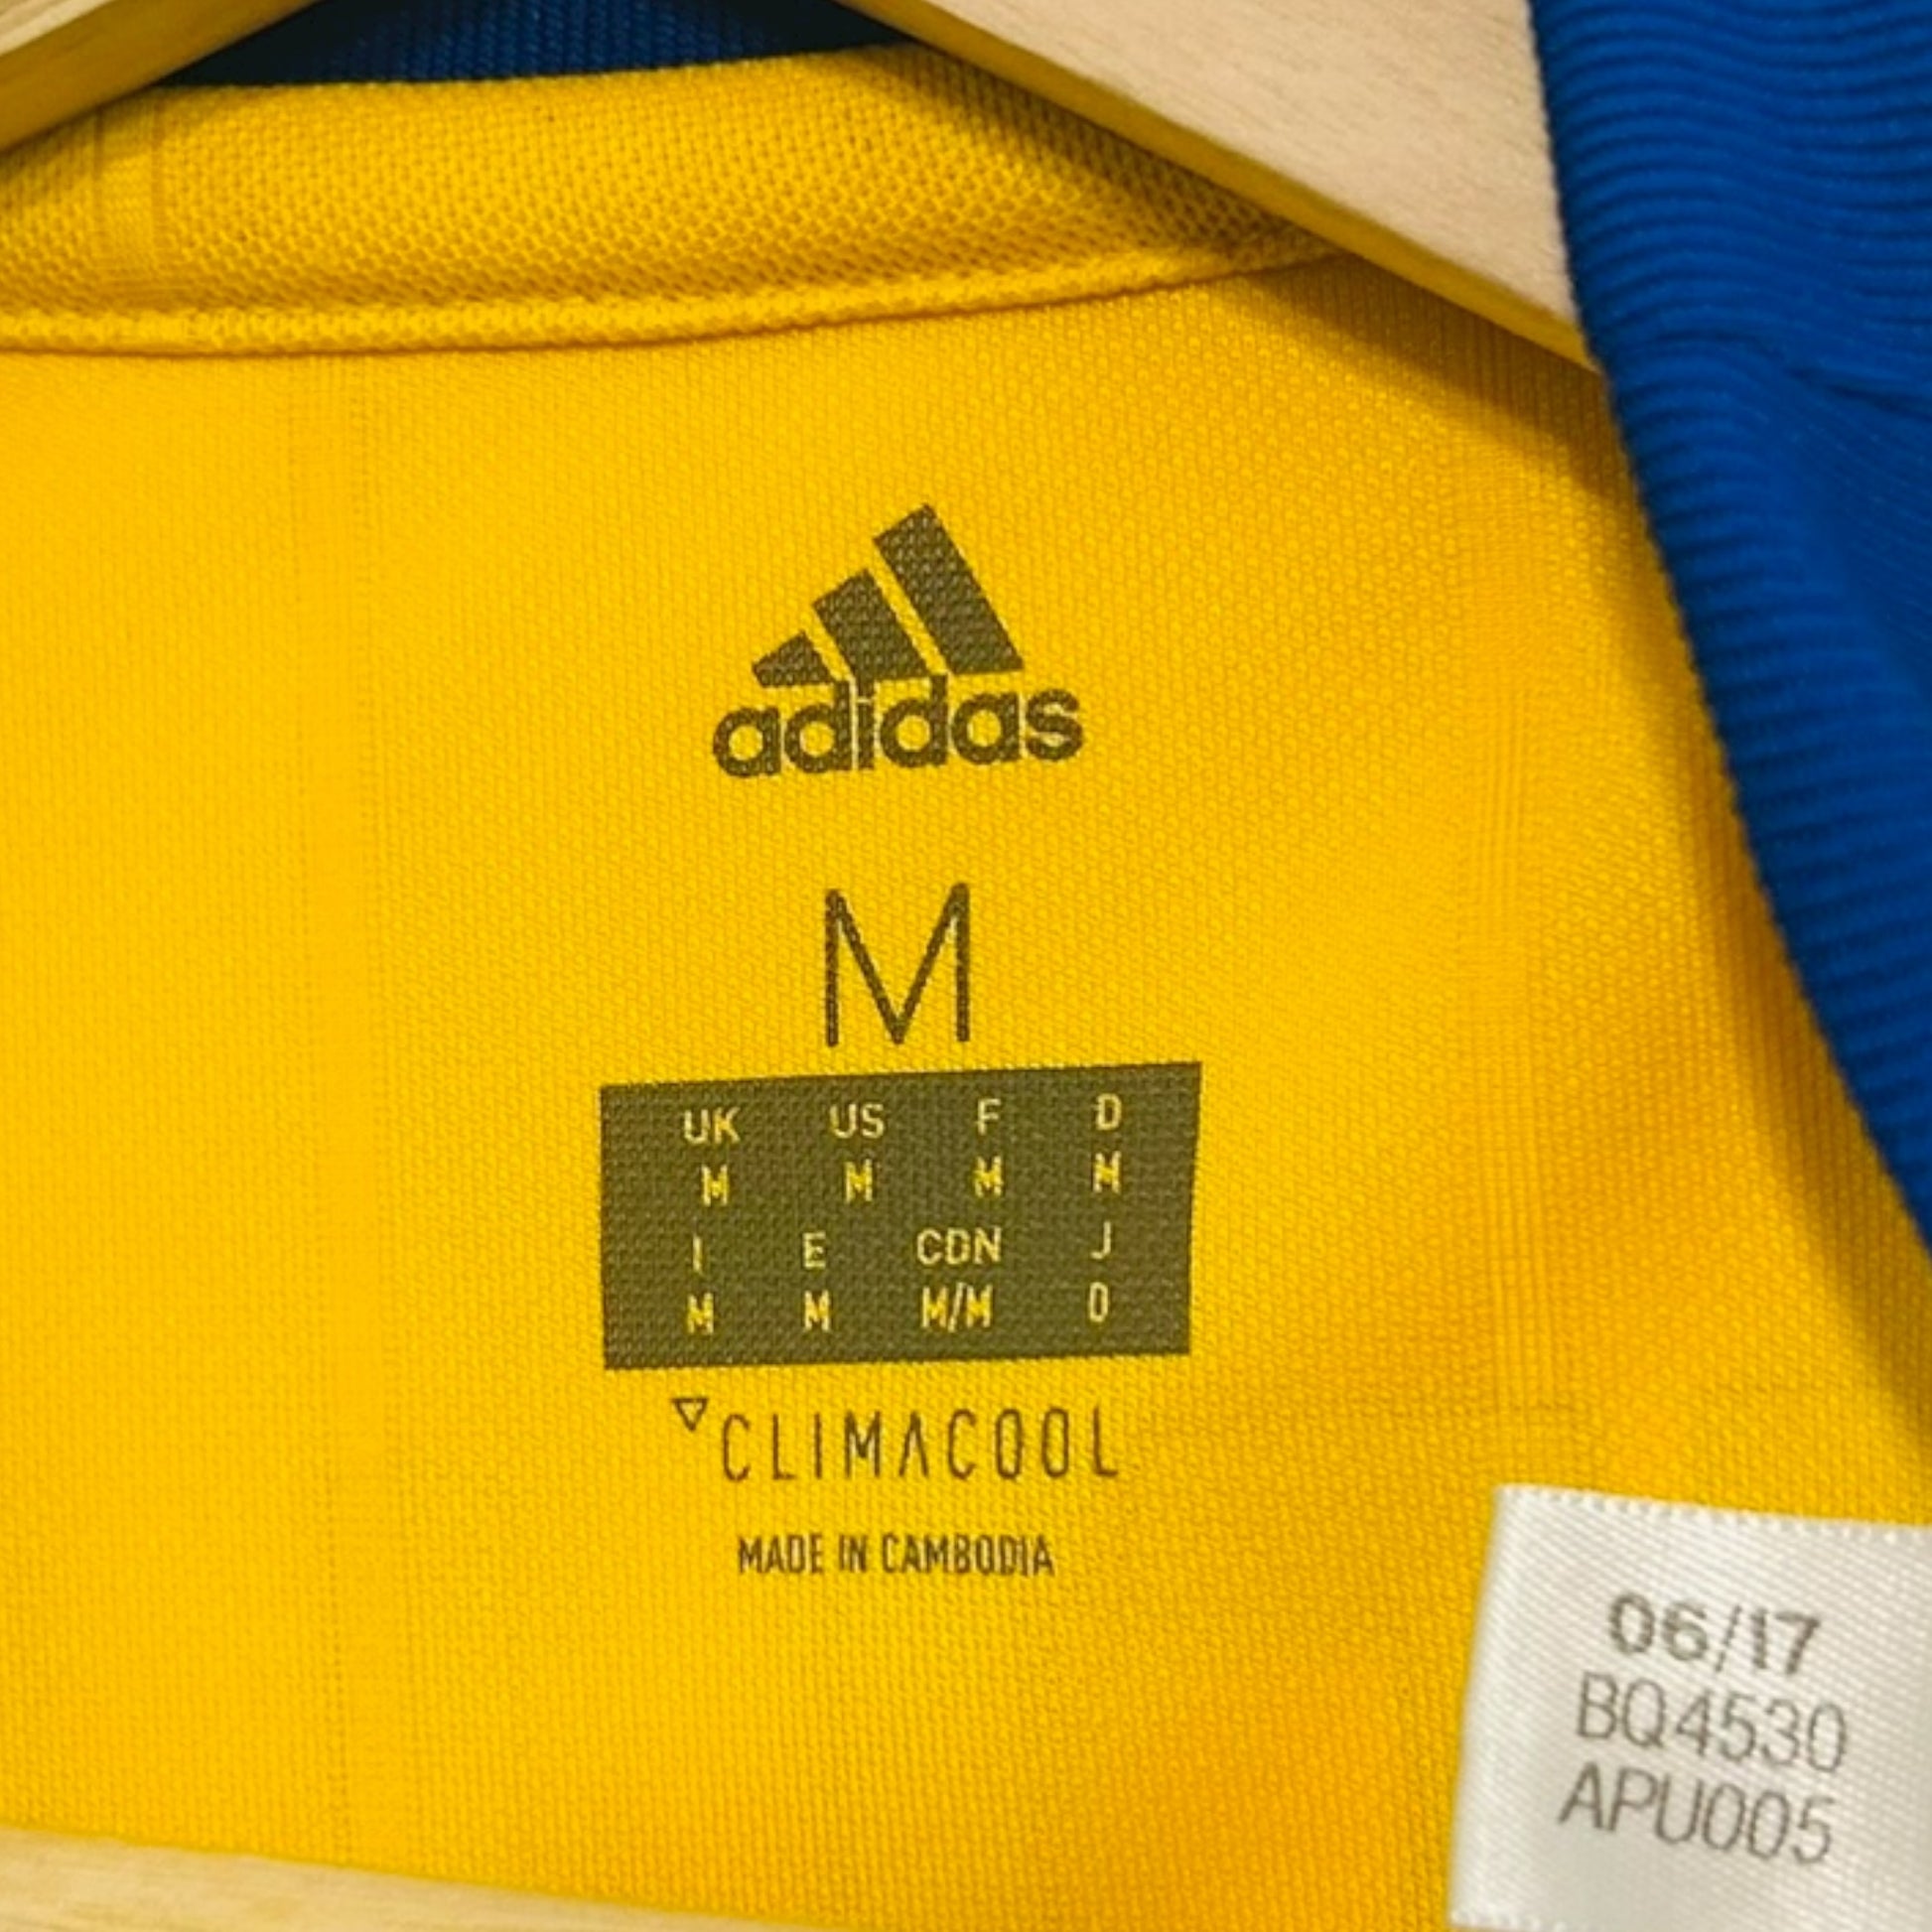 adidas
M
UK US F D
M M M M
I E CDN J
M M M/M O
CLIMACOOL
MADE IN CAMBODIA
06/17
BQ4530
APU005